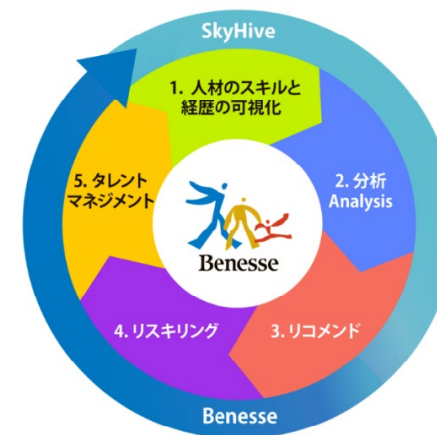 SkyHive
1. 人材のスキルと
経歴の可視化
2. 分析
Analysis
3. リコメンド
4. リスキリング
5. タレント
マネジメント
Benesse
Benesse